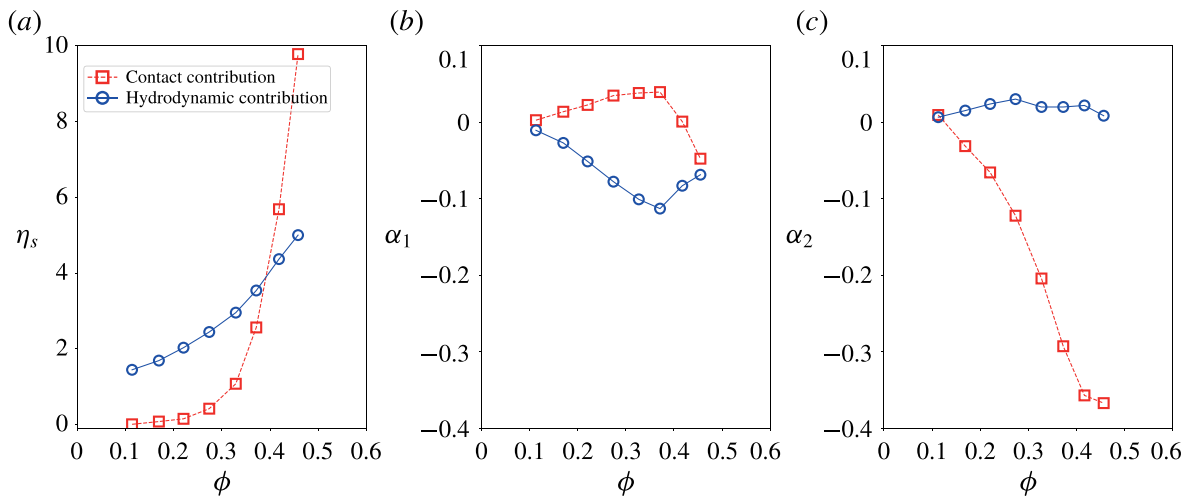 (a)
10
8
6
4
2
0
ηs
Contact contribution
Hydrodynamic contribution
0 0.1 0.2 0.3 0.4 0.5 0.6
ϕ
(b)
0.1
0
−0.1
−0.2
−0.3
−0.4
α1
0 0.1 0.2 0.3 0.4 0.5 0.6
ϕ
(c)
0.1
0
−0.1
−0.2
−0.3
−0.4
α2
0 0.1 0.2 0.3 0.4 0.5 0.6
ϕ